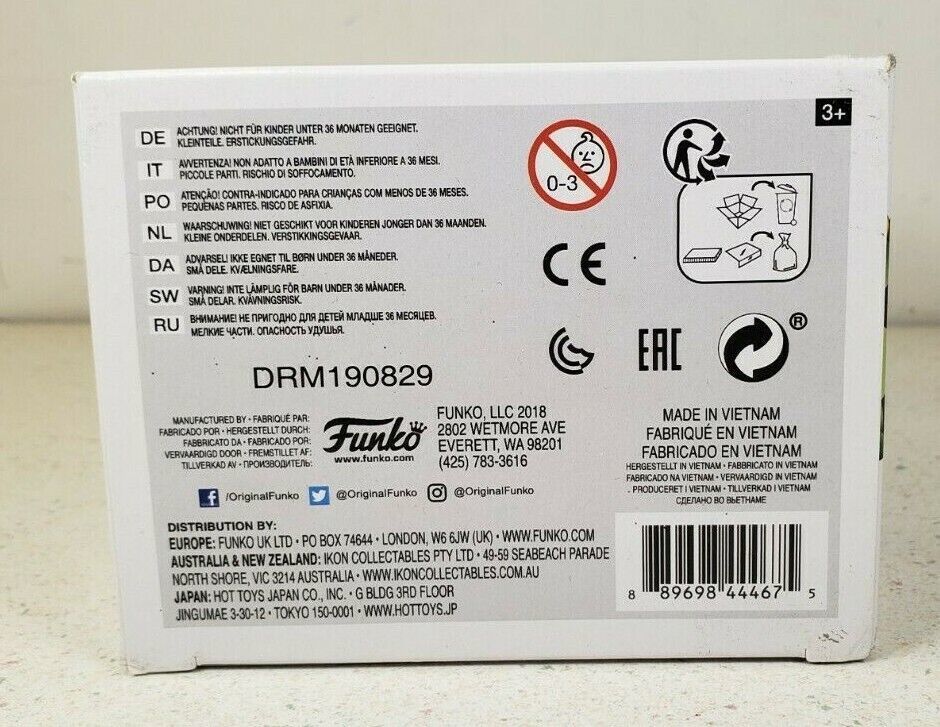 3+
DE ACHTUNG! NICHT FÜR KINDER UNTER 36 MONATEN GEEIGNET.
KLEINTEILE. ERSTICKUNGSGEFAHR.
IT AVVERTENZA! NON ADATTO A BAMBINI DI ETÀ INFERIORE A 36 MESI.
PICCOLE PARTI. RISCHIO DI SOFFOCAMENTO.
PO ATENÇÃO! CONTRA-INDICADO PARA CRIANÇAS COM MENOS DE 36 MESES.
PEQUENAS PARTES. RISCO DE ASFIXIA.
NL WAARSCHUWING! NIET GESCHIKT VOOR KINDEREN JONGER DAN 36 MAANDEN.
KLEINE ONDERDELEN. VERSTIKKINGSGEVAAR.
DA ADVARSEL! IKKE EGNET TIL BØRN UNDER 36 MÅNEDER.
SMÅ DELE. KVÆLNINGSFARE.
SW VARNING! INTE LÄMPLIG FÖR BARN UNDER 36 MÅNADER.
SMÅ DELAR. KVÄVNINGSRISK.
RU ВНИМАНИЕ! НЕ ПРИГОДНО ДЛЯ ДЕТЕЙ МЛАДШЕ 36 МЕСЯЦЕВ.
МЕЛКИЕ ЧАСТИ. ОПАСНОСТЬ УДУШЬЯ.
0-3
CE
EAC
®
DRM190829
MANUFACTURED BY • FABRIQUÉ PAR:
FABRICADO POR • HERGESTELLT DURCH:
FABBRICATO DA • FABRICADO POR:
VERVAARDIGD DOOR • FREMSTILLET AF:
TILLVERKAD AV • ПРОИЗВОДИТЕЛЬ:
Funko
www.funko.com
FUNKO, LLC 2018
2802 WETMORE AVE
EVERETT, WA 98201
(425) 783-3616
/OriginalFunko @OriginalFunko @OriginalFunko
MADE IN VIETNAM
FABRIQUÉ EN VIETNAM
FABRICADO EN VIETNAM
HERGESTELLT IN VIETNAM • FABBRICATO IN VIETNAM
FABRICADO NA VIETNAM • VERVAARDIGD IN VIETNAM
PRODUCERET I VIETNAM • TILLVERKAD I VIETNAM
СДЕЛАНО ВО ВЬЕТНАМЕ
DISTRIBUTION BY:
EUROPE: FUNKO UK LTD • PO BOX 74644 • LONDON, W6 6JW (UK) • WWW.FUNKO.COM
AUSTRALIA & NEW ZEALAND: IKON COLLECTABLES PTY LTD • 49-59 SEABEACH PARADE
NORTH SHORE, VIC 3214 AUSTRALIA • WWW.IKONCOLLECTABLES.COM.AU
JAPAN: HOT TOYS JAPAN CO., INC. • G BLDG 3RD FLOOR
JINGUMAE 3-30-12 • TOKYO 150-0001 • WWW.HOTTOYS.JP
8 89698 44467 5